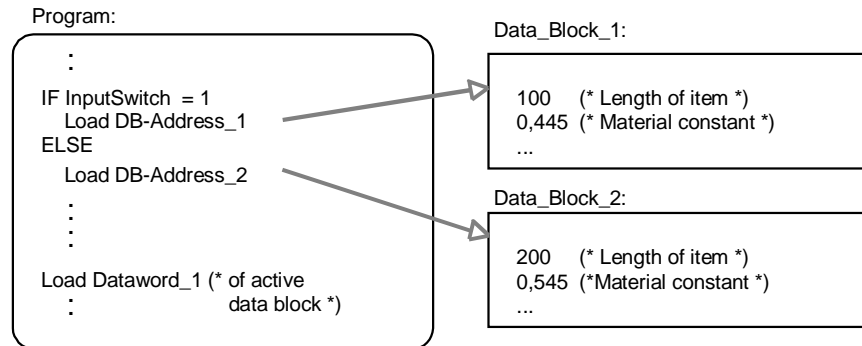 Program:
:
IF InputSwitch = 1
Load DB-Address_1
ELSE
Load DB-Address_2
:
:
Load Dataword_1 (* of active
: data block *)
Data_Block_1:
100 (* Length of item *)
0,445 (* Material constant *)
...
Data_Block_2:
200 (* Length of item *)
0,545 (*Material constant *)
...